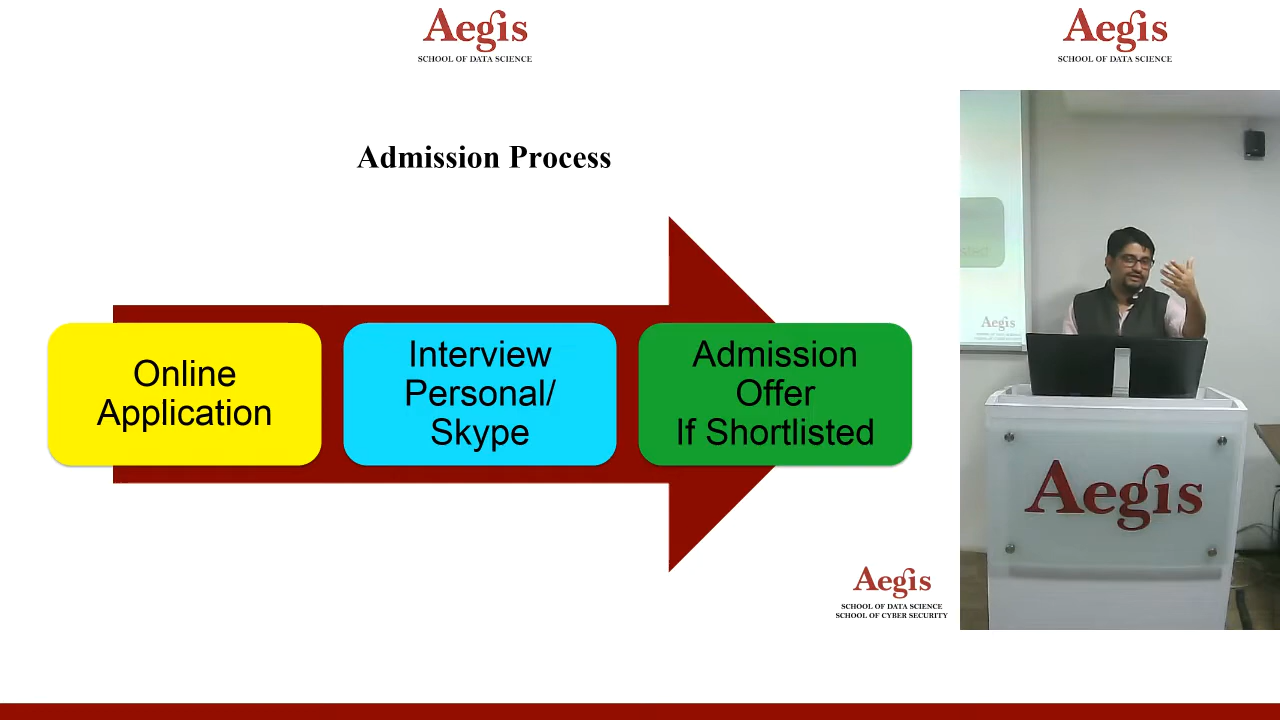 Aegis
SCHOOL OF DATA SCIENCE
Aegis
SCHOOL OF DATA SCIENCE
Admission Process
Online
Application
Interview
Personal/
Skype
Admission
Offer
If Shortlisted
Aegis
SCHOOL OF DATA SCIENCE
SCHOOL OF CYBER SECURITY
Aegis
Aegis